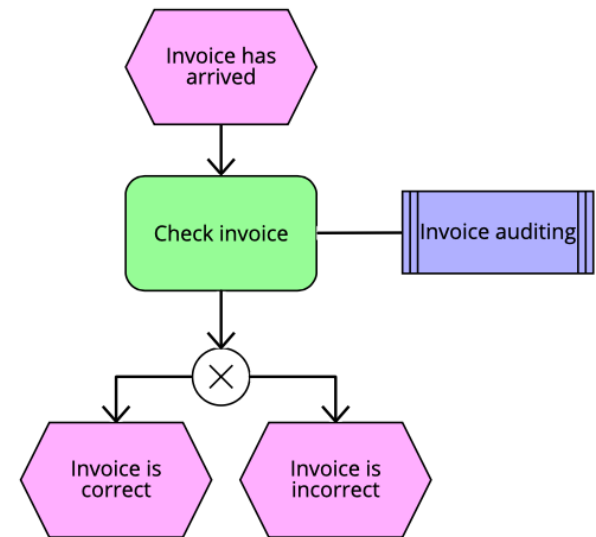 Invoice has
arrived
Check invoice
Invoice auditing
Invoice is
correct
Invoice is
incorrect